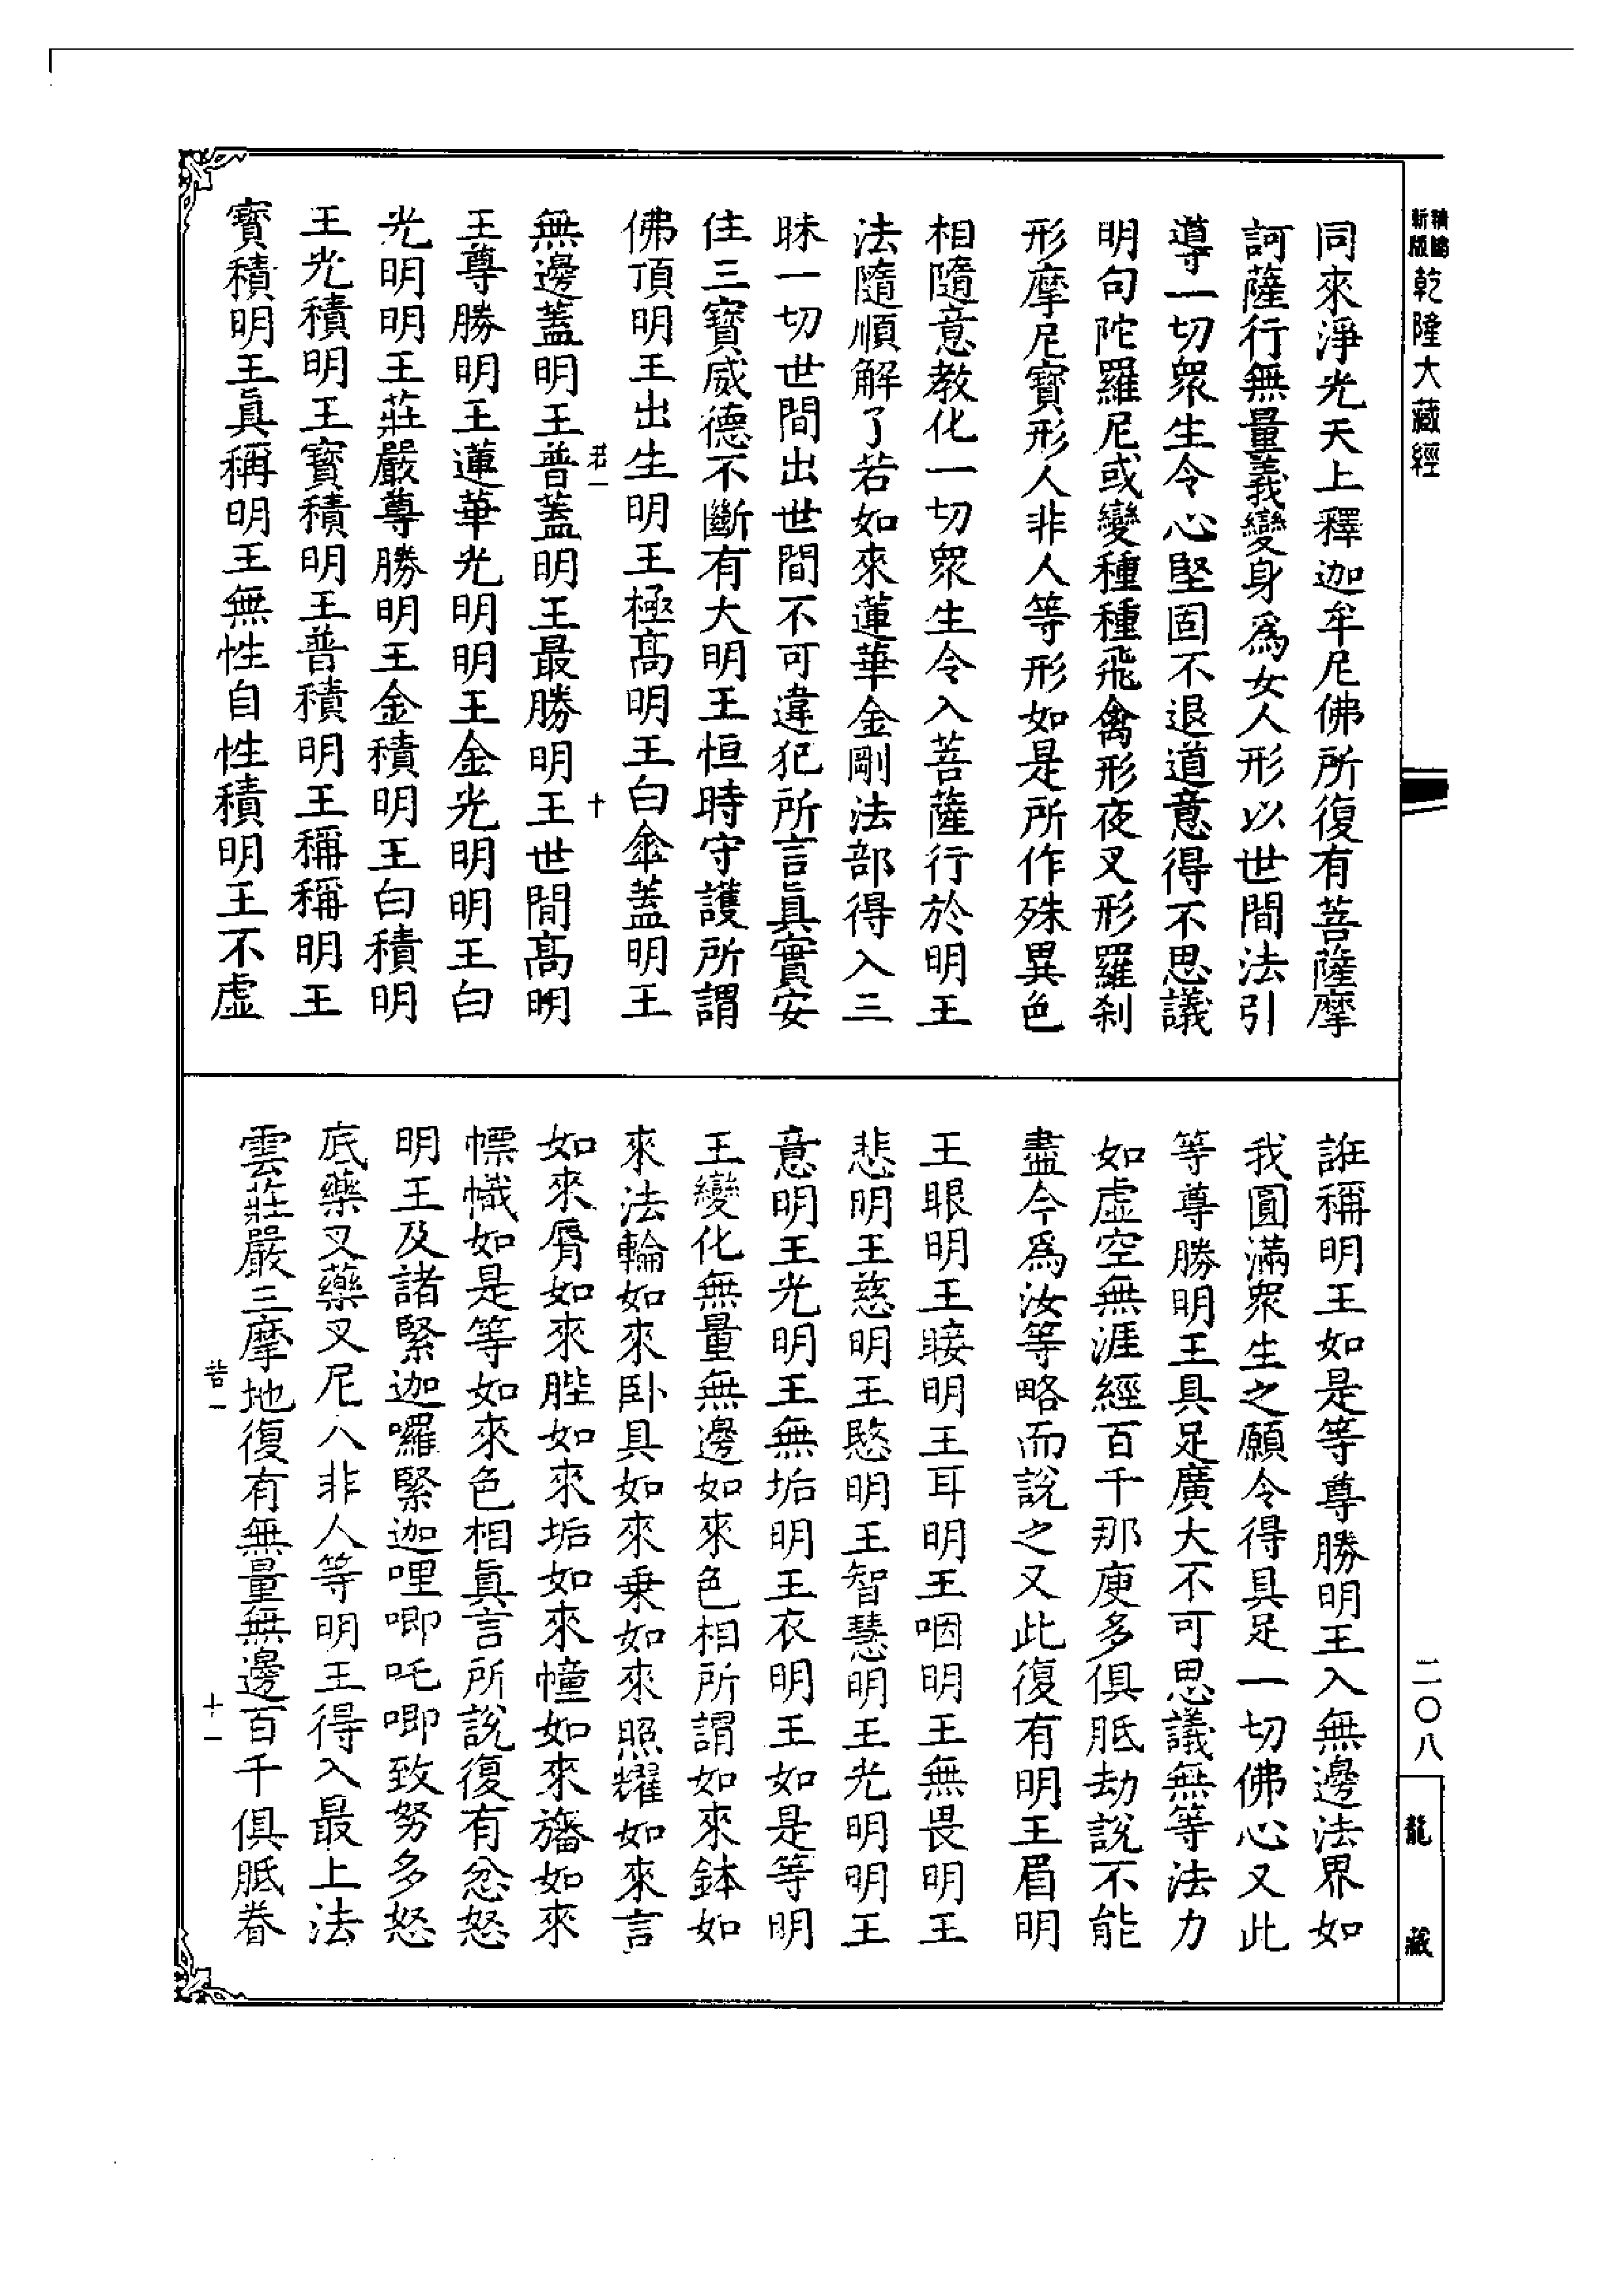 新版
精縮
乾隆大藏經
同來淨光天上釋迦牟尼佛所復有菩薩摩
訶薩行無量義變身爲女人形以世間法引
導一切眾生令心堅固不退道意得不思議
明句陀羅尼或變種種飛禽形夜叉形羅剎
形摩尼寶形人非人等形如是所作殊異色
相隨意教化一切眾生令入菩薩行於明王
法隨順解了若如來蓮華金剛法部得入三
昧一切世間出世間不可違犯所言真實安
住三寶威德不斷有大明王恒時守護所謂
佛頂明王出生明王極高明王白傘蓋明王
若一
十
無邊蓋明王普蓋明王最勝明王世間高明
王尊勝明王蓮華光明明王金光明明王白
光明明王莊嚴尊勝明王金積明王白積明
王光積明王寶積明王普積明王稱稱明王
寶積明王真稱明王無性自性積明王不虛
誑稱明王如是等尊勝明王入無邊法界如
我圓滿眾生之願令得具足一切佛心又此
等尊勝明王具足廣大不可思議無等法力
如虛空無涯經百千那庾多俱胝劫說不能
盡今爲汝等略而說之又此復有明王眉明
王眼明王睫明王耳明王咽明王無畏明王
悲明王慈明王愍明王智慧明王光明明王
意明王光明王無垢明王衣明王如是等明
王變化無量無邊如來色相所謂如來鉢如
來法輪如來卧具如來乘如來照耀如來言
如來脣如來䏶如來垢如來幢如來旛如來
幖幟如是等如來色相真言所說復有忿怒
明王及諸緊迦囉緊迦哩唧吒唧致努多怒
底藥叉藥叉尼人非人等明王得入最上法
雲莊嚴三摩地復有無量無邊百千俱胝眷
若一
十一
二〇八
龍藏